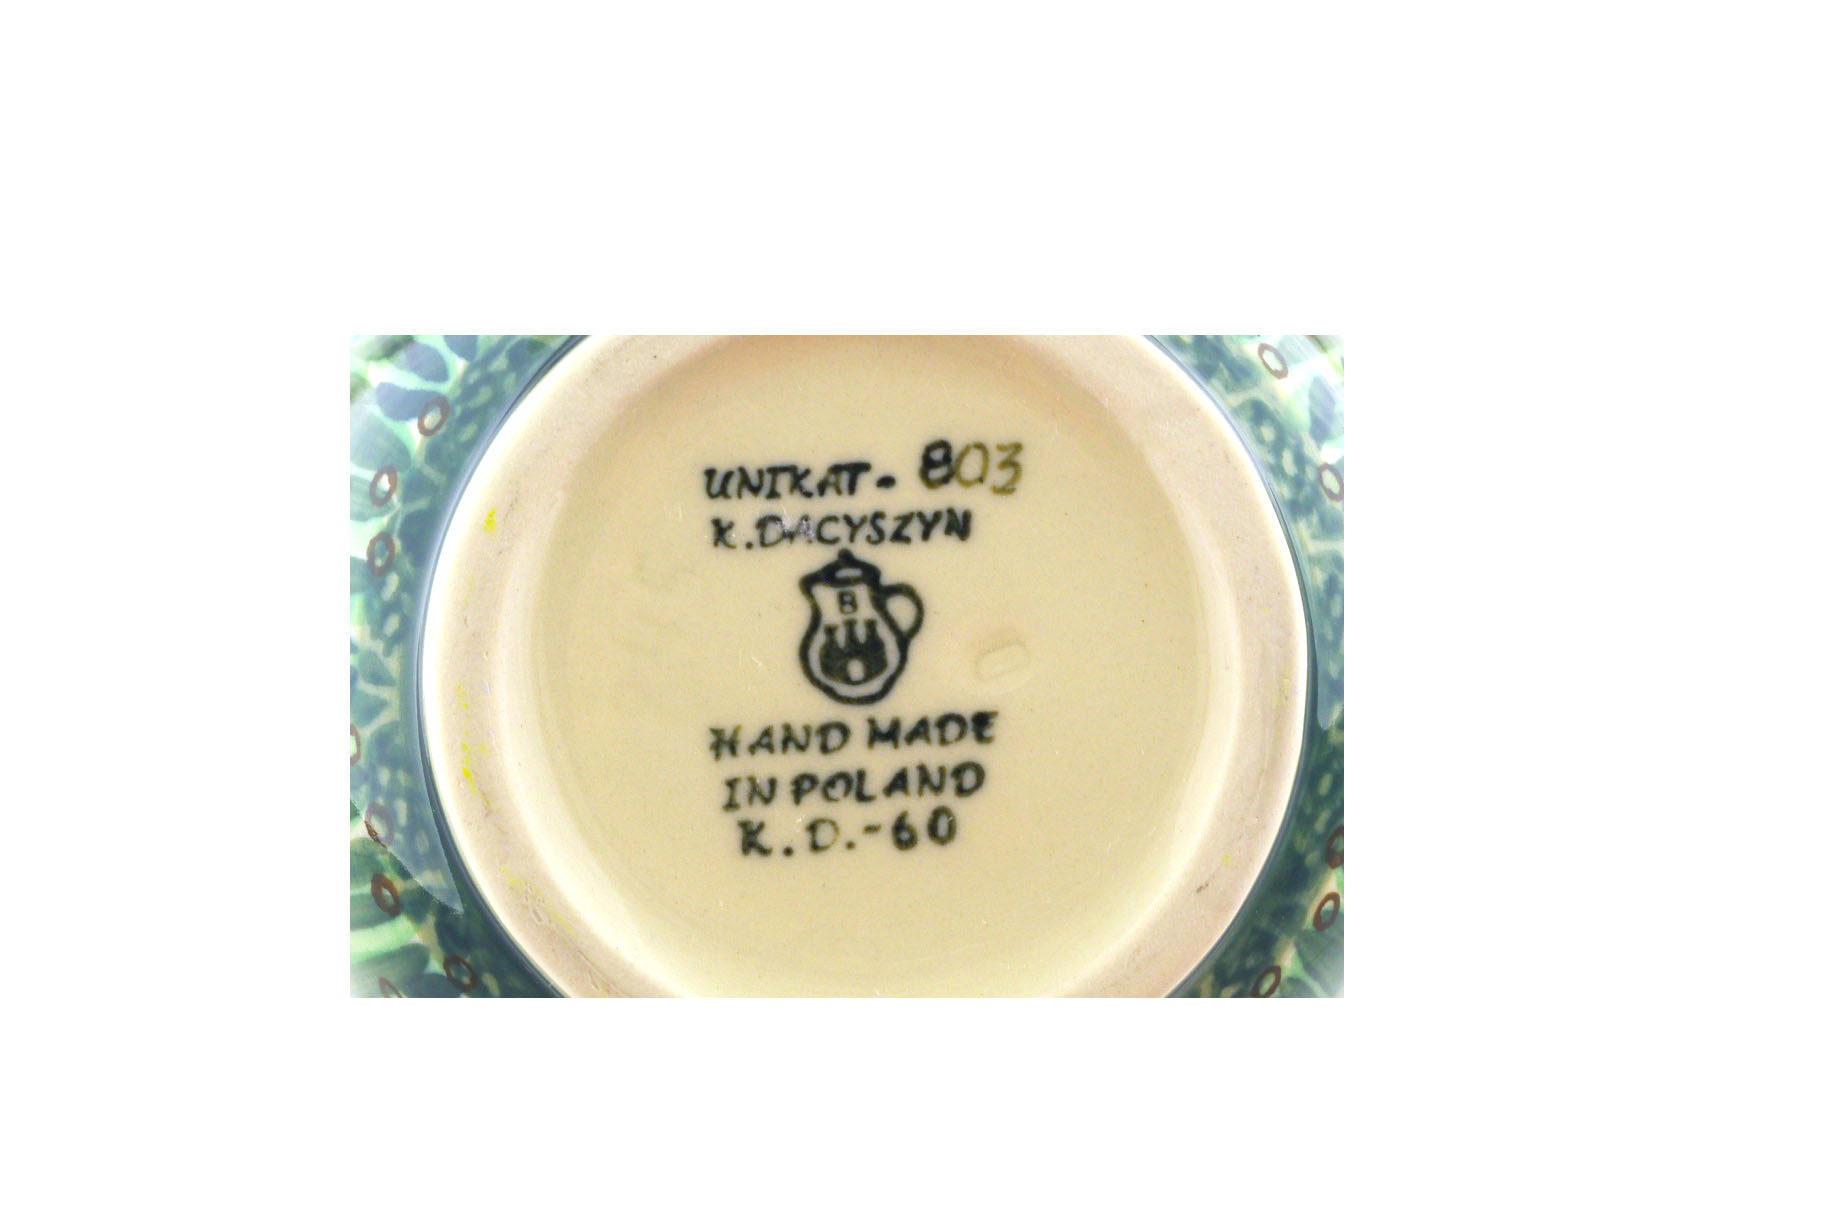 UNIKAT - 803
K. DACYSZYN
B
HAND MADE
IN POLAND
K. D. - 60